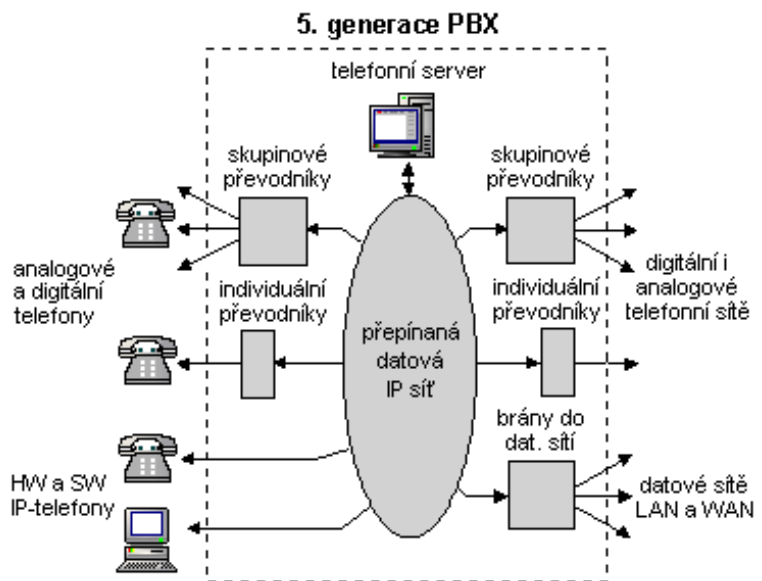 5. generace PBX
telefonní server
skupinové
převodníky
skupinové
převodníky
analogové
a digitální
telefony
individuální
převodníky
přepínaná
datová
IP síť
individuální
převodníky
digitální i
analogové
telefonní sítě
brány do
dat. sítí
HW a SW
IP-telefony
datové sítě
LAN a WAN